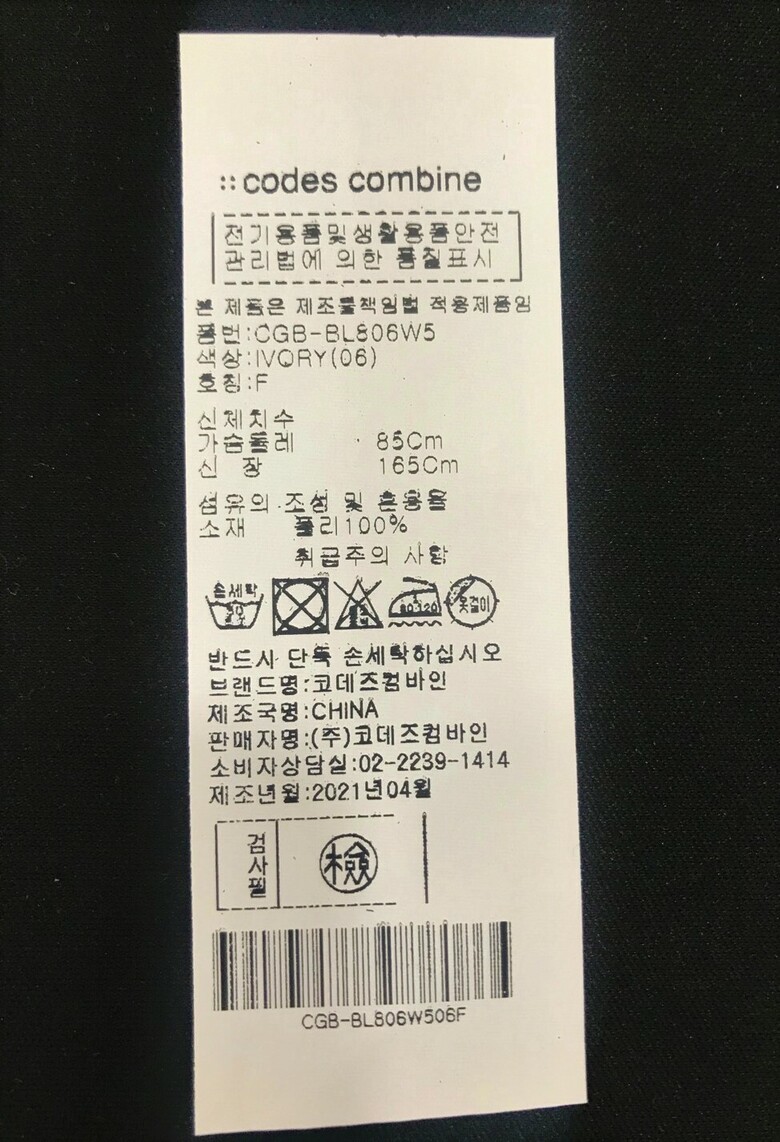 ::codes combine
전기용품및생활용품안전
관리법에 의한 품질표시
본 제품은 제조물책임법 적용제품임
품번:CGB-BL806W5
색상:IVORY(06)
호칭:F
신체치수
가슴둘레 85Cm
신 장 165Cm
섬유의 조성 및 혼용율
소재 폴리100%
취급주의 사항
손세탁
30
80~120
옷걸이
반드시 단독 손세탁하십시오
브랜드명:코데즈컴바인
제조국명:CHINA
판매자명:(주)코데즈컴바인
소비자상담실:02-2239-1414
제조년월:2021년04월
검사필
檢
CGB-BL806W506F